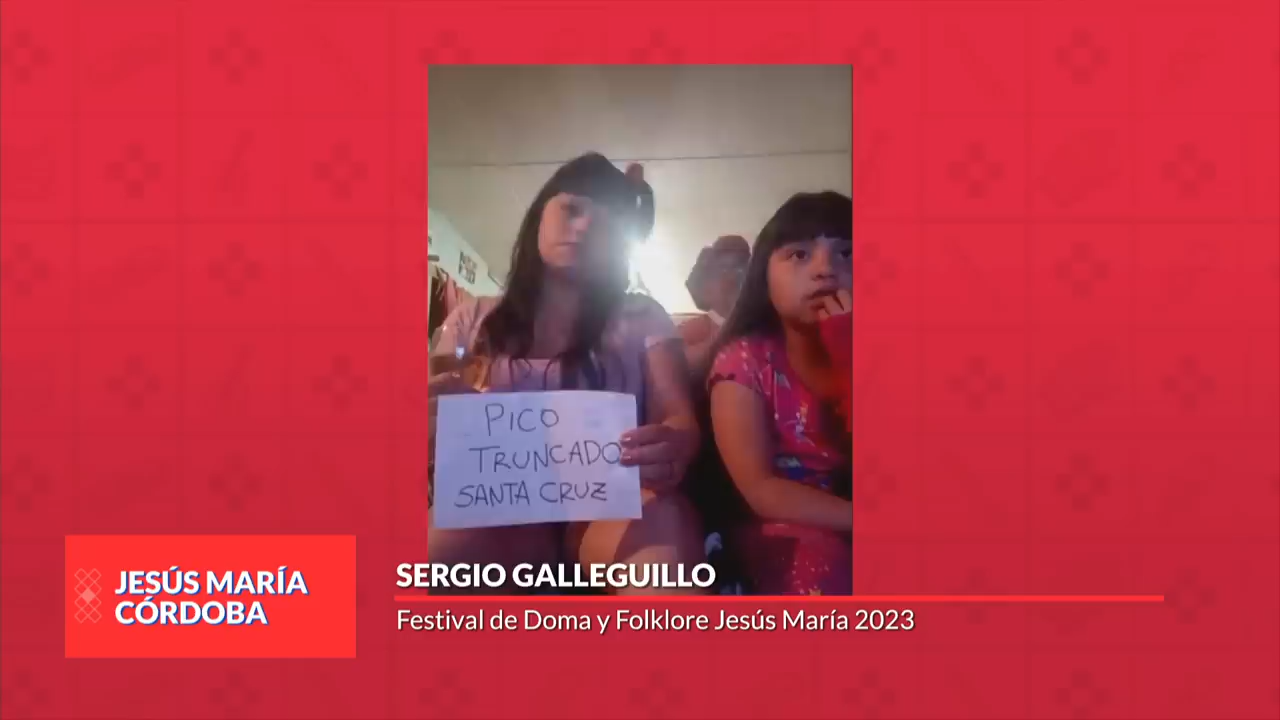 PICO
TRUNCADO
SANTA CRUZ
JESÚS MARÍA
CÓRDOBA
SERGIO GALLEGUILLO
Festival de Doma y Folklore Jesús María 2023